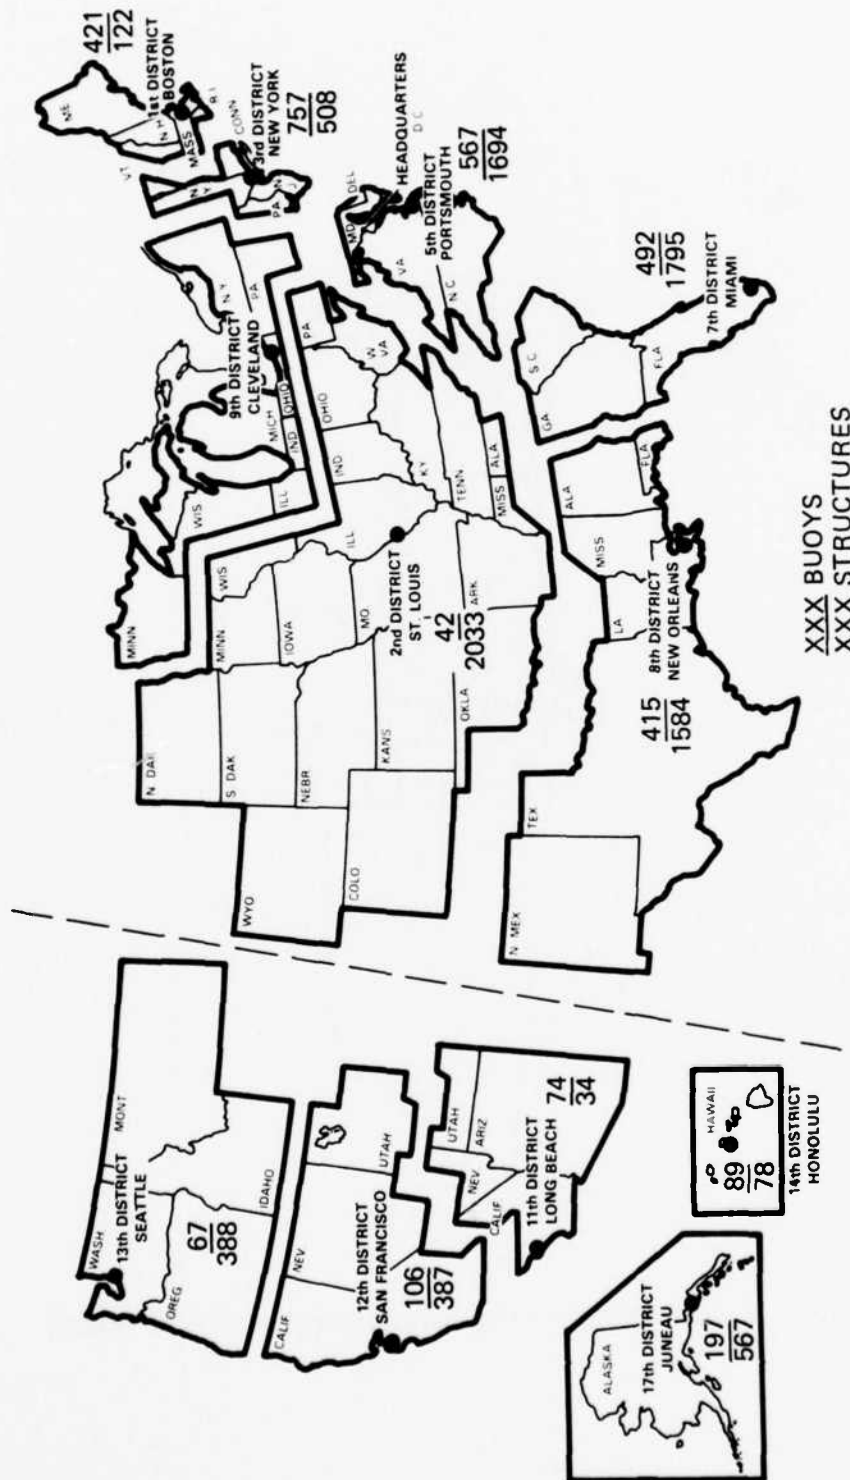 WASH
MONT
13th DISTRICT
SEATTLE
67
388
OREG
IDAHO
CALIF
NEV
UTAH
12th DISTRICT
SAN FRANCISCO
106
387
CALIF
NEV
UTAH
ARIZ
11th DISTRICT
LONG BEACH
74
34
ALASKA
17th DISTRICT
JUNEAU
197
567
HAWAII
89
78
14th DISTRICT
HONOLULU
N DAK
S DAK
WYO
NEBR
COLO
KANS
OKLA
MINN
WIS
IOWA
ILL
MO.
IND
OHIO
PA
W VA
KY
TENN
ARK
MISS
ALA
2nd DISTRICT
ST. LOUIS
42
2033
MINN
WIS
ILL
IND
MICH
OHIO
PA
N.Y.
9th DISTRICT
CLEVELAND
N MEX
TEX
LA
MISS
ALA
FLA
8th DISTRICT
NEW ORLEANS
415
1584
GA
S.C
FLA
7th DISTRICT
MIAMI
492
1795
MD
DEL
VA
N C
HEADQUARTERS
D C
5th DISTRICT
PORTSMOUTH
567
1694
VT
N Y
PA
N J
CONN
3rd DISTRICT
NEW YORK
757
508
ME
N H
MASS
R I
1st DISTRICT
BOSTON
421
122
XXX BUOYS
XXX STRUCTURES